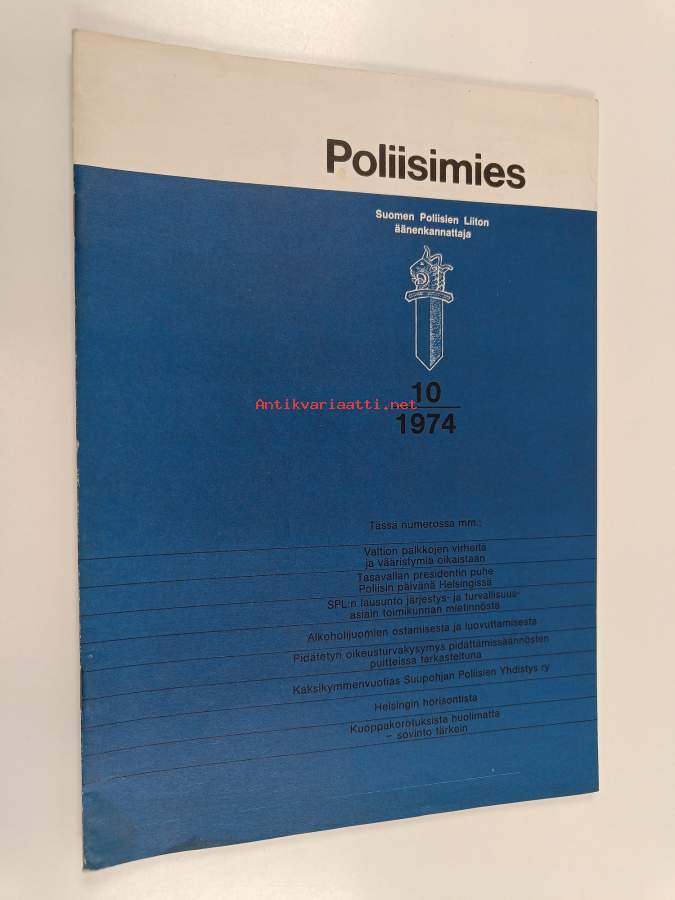 Poliisimies
Suomen Poliisien Liiton
äänenkannattaja
10
Antikvariaatti.net
1974
Tässä numerossa mm.:
Valtion palkkojen virheitä
ja vääristymiä oikaistaan
Tasavallan presidentin puhe
Poliisin päivänä Helsingissä
SPL:n lausunto järjestys- ja turvallisuus-
asiain toimikunnan mietinnöstä
Alkoholijuomien ostamisesta ja luovuttamisesta
Pidätetyn oikeusturvakysymys pidättämissäännösten
puitteissa tarkasteltuna
Kaksikymmenvuotias Suupohjan Poliisien Yhdistys ry
Helsingin horisontista
Kuoppakorotuksista huolimatta
– sovinto tärkein